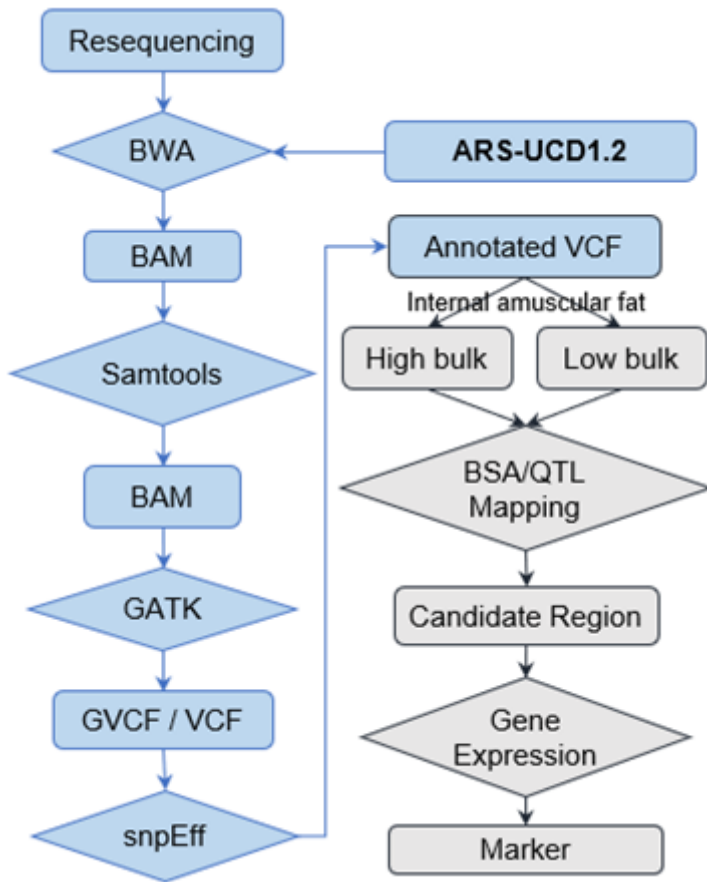 Resequencing
BWA
ARS-UCD1.2
BAM
Samtools
BAM
GATK
GVCF / VCF
snpEff
Annotated VCF
Internal amuscular fat
High bulk
Low bulk
BSA/QTL
Mapping
Candidate Region
Gene
Expression
Marker